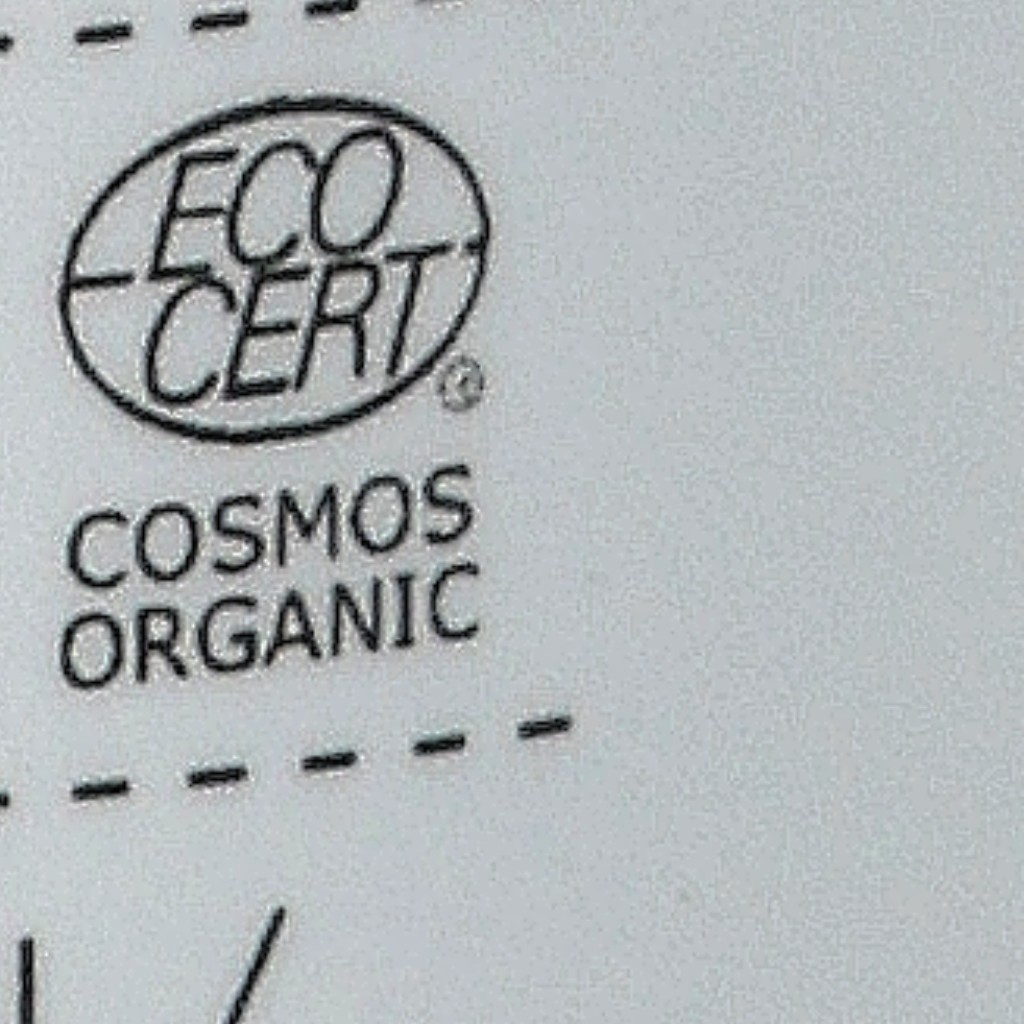 ECO
CERT
®
COSMOS
ORGANIC